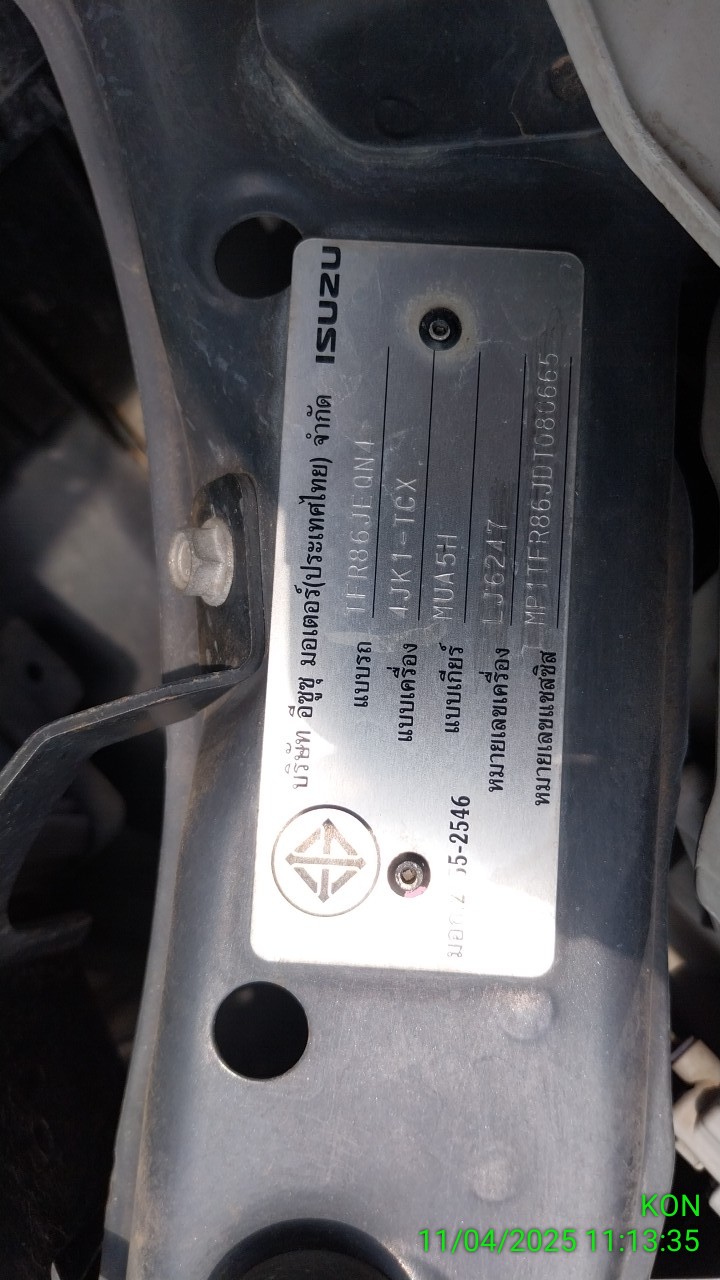 ISUZU
บริษัท อีซูซุ มอเตอร์(ประเทศไทย) จำกัด
แบบรถ TFR86JEQN4
แบบเครื่อง 4JK1-TCX
แบบเกียร์ MUA5H
หมายเลขเครื่อง LJ6247
หมายเลขแชสซิส MP1TFR86JDT080665
KON
11/04/2025 11:13:35